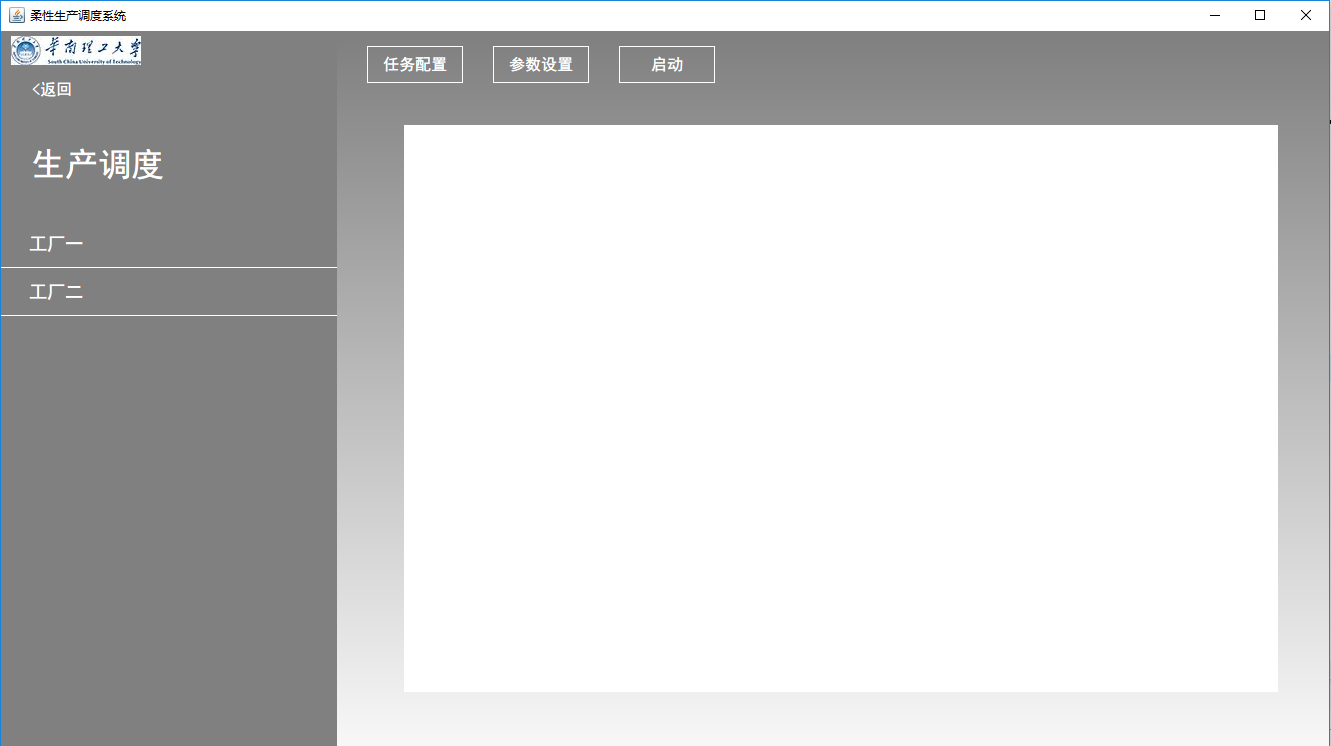 柔性生产调度系统
华南理工大学
South China University of Technology
<返回
任务配置
参数设置
启动
生产调度
工厂一
工厂二